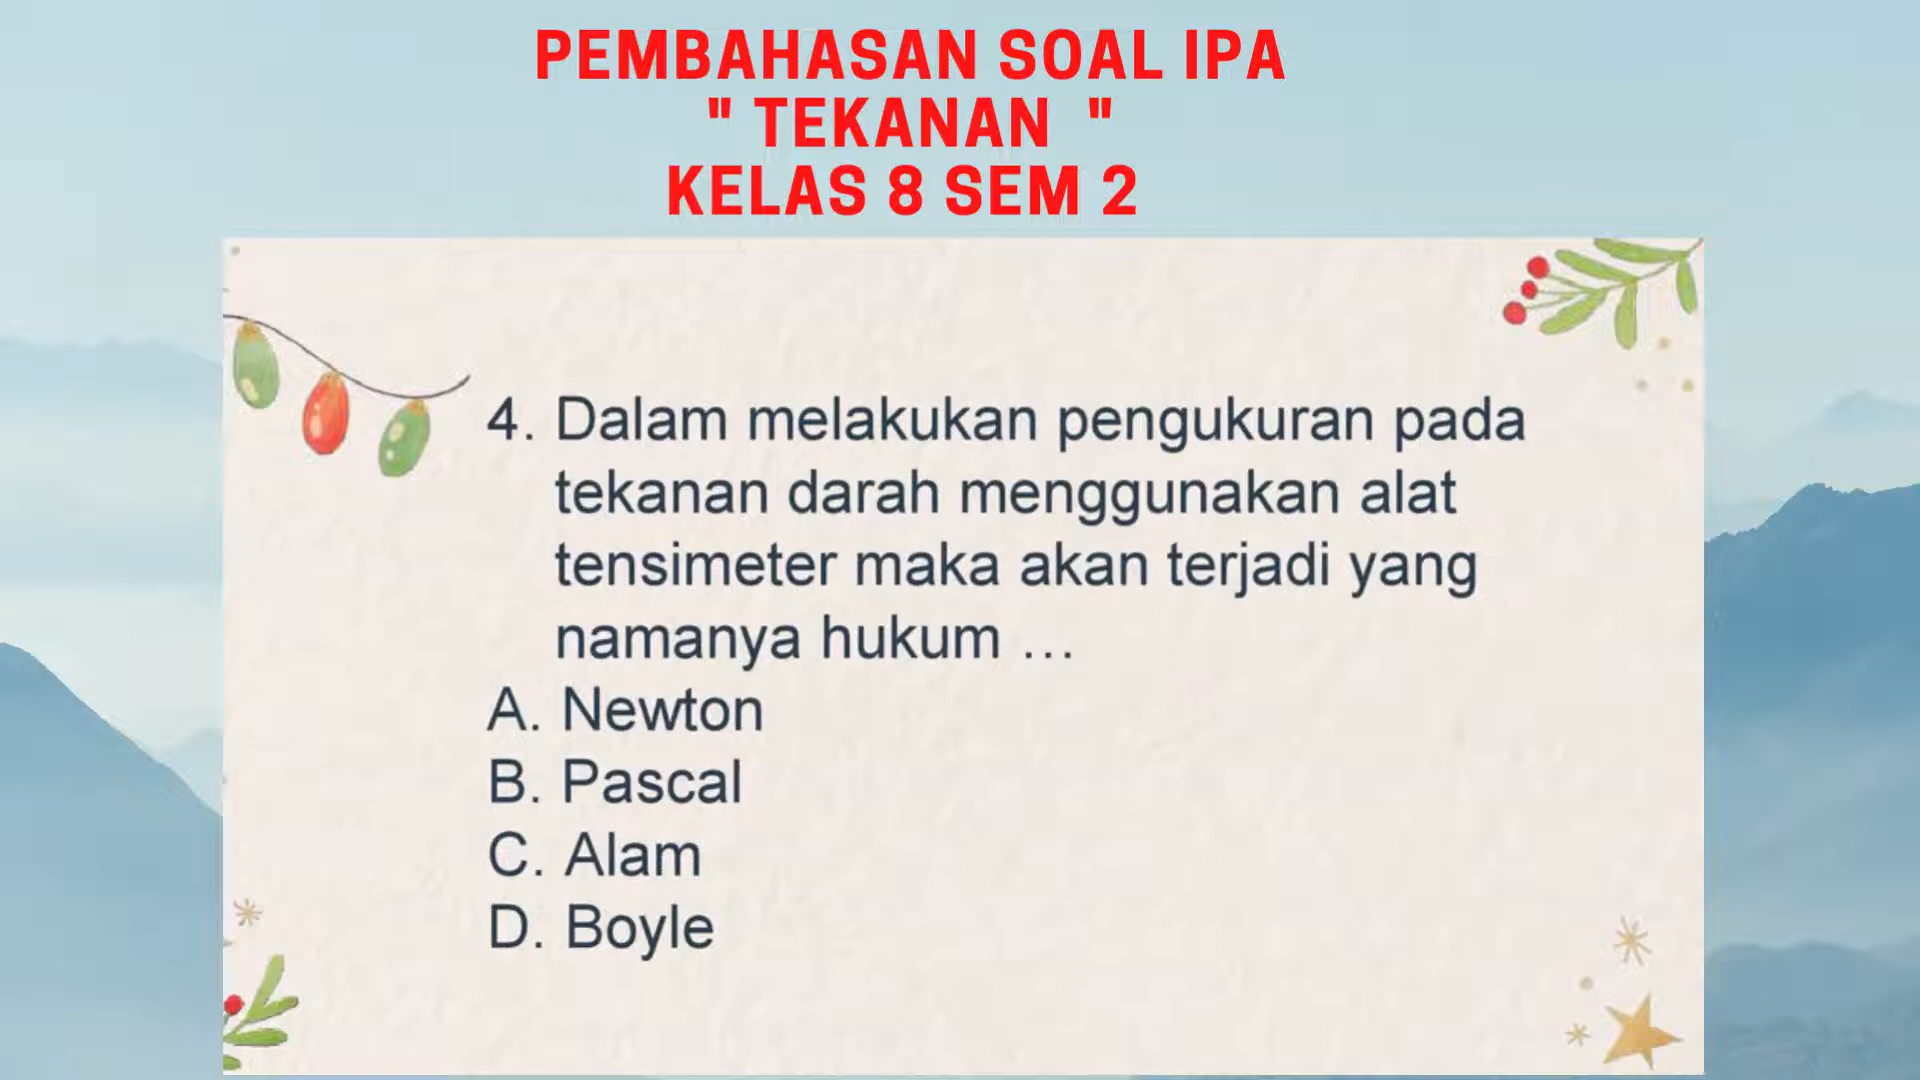 PEMBAHASAN SOAL IPA
" TEKANAN "
KELAS 8 SEM 2
4. Dalam melakukan pengukuran pada
tekanan darah menggunakan alat
tensimeter maka akan terjadi yang
namanya hukum …
A. Newton
B. Pascal
C. Alam
D. Boyle